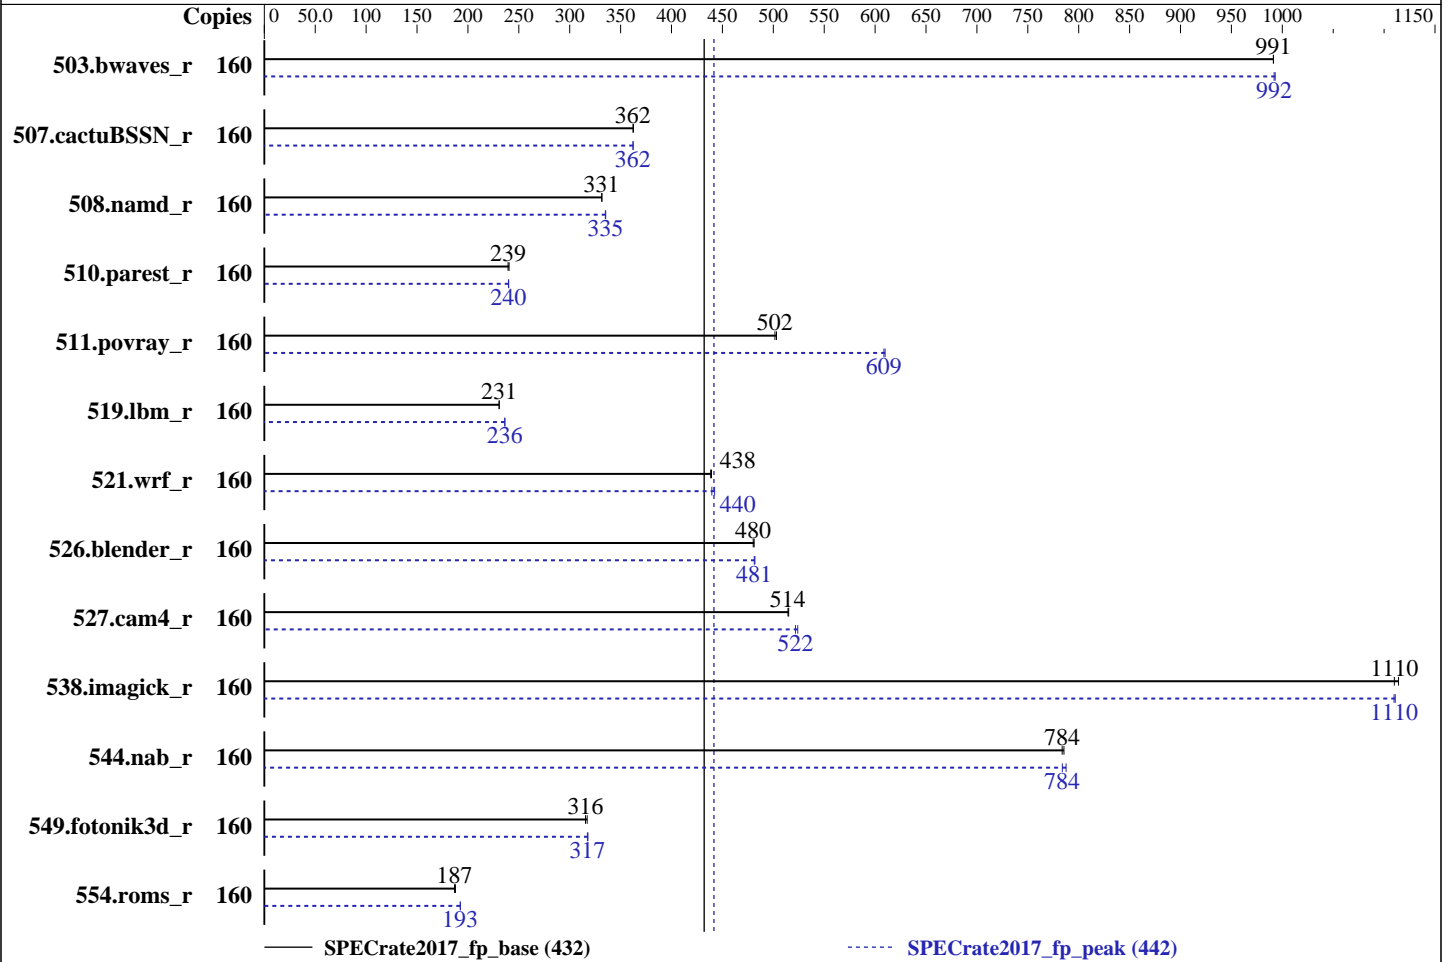 Copies 0 50.0 100 150 200 250 300 350 400 450 500 550 600 650 700 750 800 850 900 950 1000 1150
503.bwaves_r 160 991
992
507.cactuBSSN_r 160 362
362
508.namd_r 160 331
335
510.parest_r 160 239
240
511.povray_r 160 502
609
519.lbm_r 160 231
236
521.wrf_r 160 438
440
526.blender_r 160 480
481
527.cam4_r 160 514
522
538.imagick_r 160 1110
1110
544.nab_r 160 784
784
549.fotonik3d_r 160 316
317
554.roms_r 160 187
193
SPECrate2017_fp_base (432) SPECrate2017_fp_peak (442)